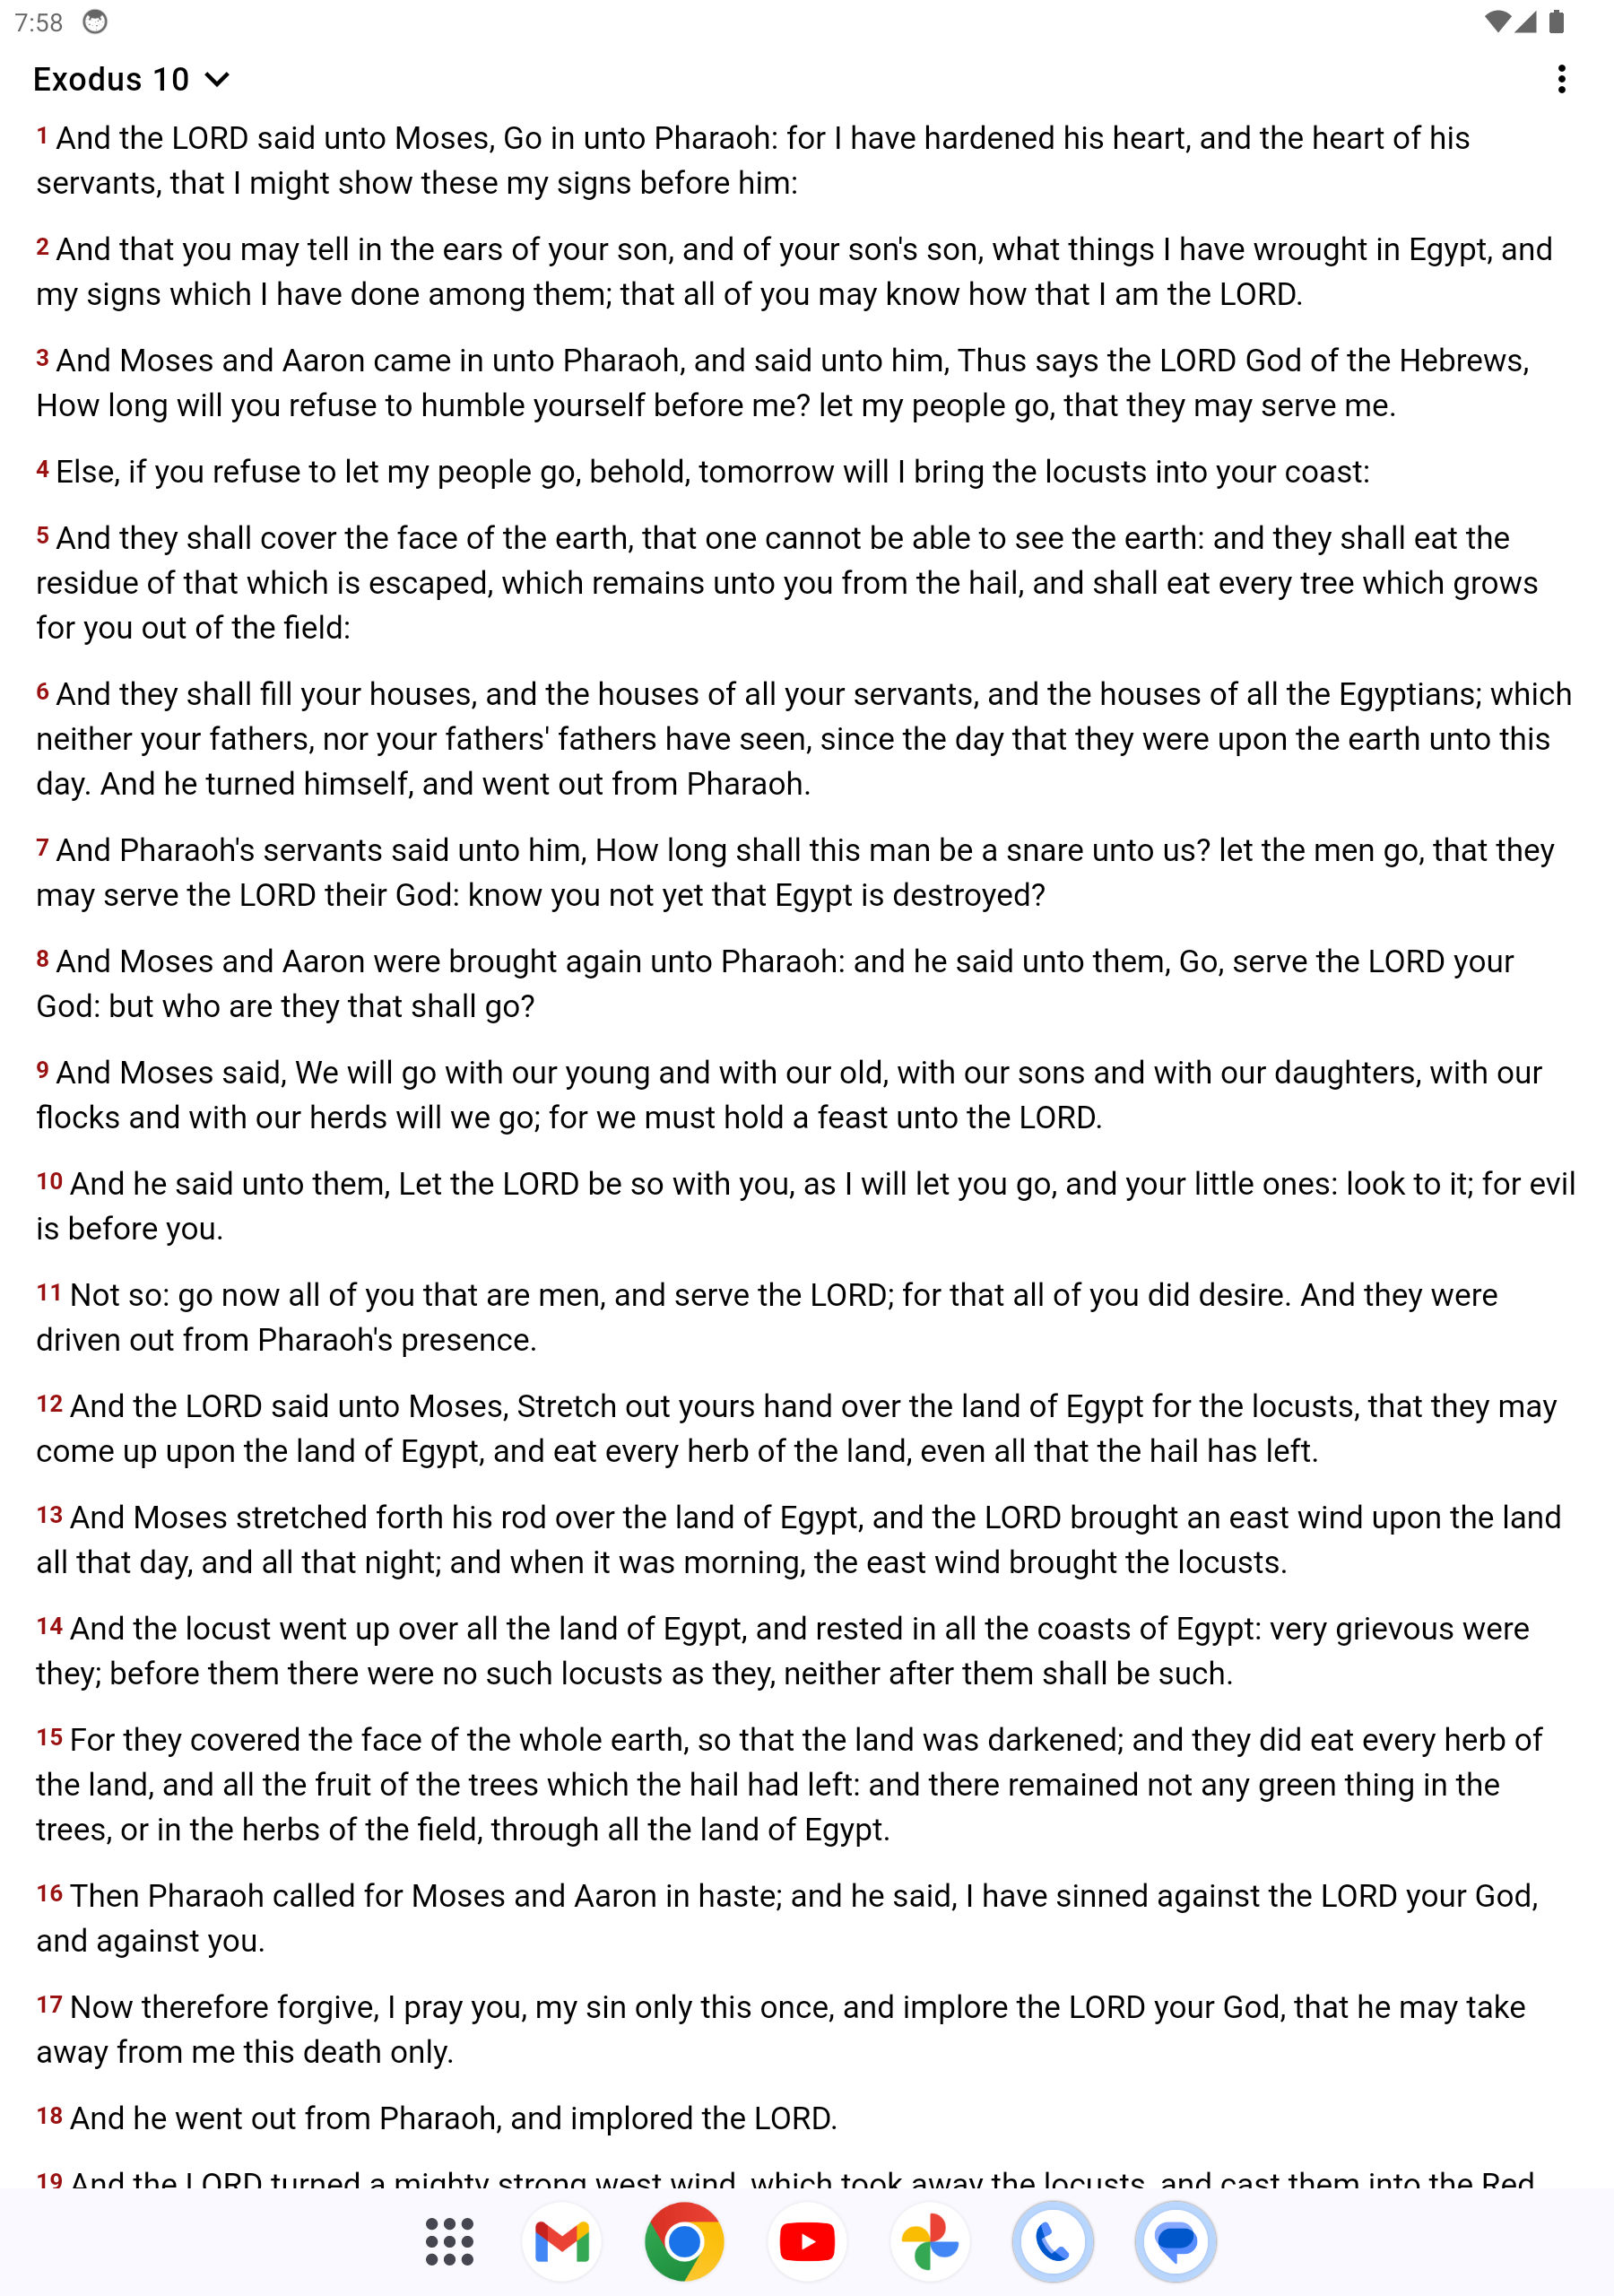 7:58
Exodus 10
1 And the LORD said unto Moses, Go in unto Pharaoh: for I have hardened his heart, and the heart of his
servants, that I might show these my signs before him:
2 And that you may tell in the ears of your son, and of your son's son, what things I have wrought in Egypt, and
my signs which I have done among them; that all of you may know how that I am the LORD.
3 And Moses and Aaron came in unto Pharaoh, and said unto him, Thus says the LORD God of the Hebrews,
How long will you refuse to humble yourself before me? let my people go, that they may serve me.
4 Else, if you refuse to let my people go, behold, tomorrow will I bring the locusts into your coast:
5 And they shall cover the face of the earth, that one cannot be able to see the earth: and they shall eat the
residue of that which is escaped, which remains unto you from the hail, and shall eat every tree which grows
for you out of the field:
6 And they shall fill your houses, and the houses of all your servants, and the houses of all the Egyptians; which
neither your fathers, nor your fathers' fathers have seen, since the day that they were upon the earth unto this
day. And he turned himself, and went out from Pharaoh.
7 And Pharaoh's servants said unto him, How long shall this man be a snare unto us? let the men go, that they
may serve the LORD their God: know you not yet that Egypt is destroyed?
8 And Moses and Aaron were brought again unto Pharaoh: and he said unto them, Go, serve the LORD your
God: but who are they that shall go?
9 And Moses said, We will go with our young and with our old, with our sons and with our daughters, with our
flocks and with our herds will we go; for we must hold a feast unto the LORD.
10 And he said unto them, Let the LORD be so with you, as I will let you go, and your little ones: look to it; for evil
is before you.
11 Not so: go now all of you that are men, and serve the LORD; for that all of you did desire. And they were
driven out from Pharaoh's presence.
12 And the LORD said unto Moses, Stretch out yours hand over the land of Egypt for the locusts, that they may
come up upon the land of Egypt, and eat every herb of the land, even all that the hail has left.
13 And Moses stretched forth his rod over the land of Egypt, and the LORD brought an east wind upon the land
all that day, and all that night; and when it was morning, the east wind brought the locusts.
14 And the locust went up over all the land of Egypt, and rested in all the coasts of Egypt: very grievous were
they; before them there were no such locusts as they, neither after them shall be such.
15 For they covered the face of the whole earth, so that the land was darkened; and they did eat every herb of
the land, and all the fruit of the trees which the hail had left: and there remained not any green thing in the
trees, or in the herbs of the field, through all the land of Egypt.
16 Then Pharaoh called for Moses and Aaron in haste; and he said, I have sinned against the LORD your God,
and against you.
17 Now therefore forgive, I pray you, my sin only this once, and implore the LORD your God, that he may take
away from me this death only.
18 And he went out from Pharaoh, and implored the LORD.
19 And the LORD turned a mighty strong west wind, which took away the locusts, and cast them into the Red